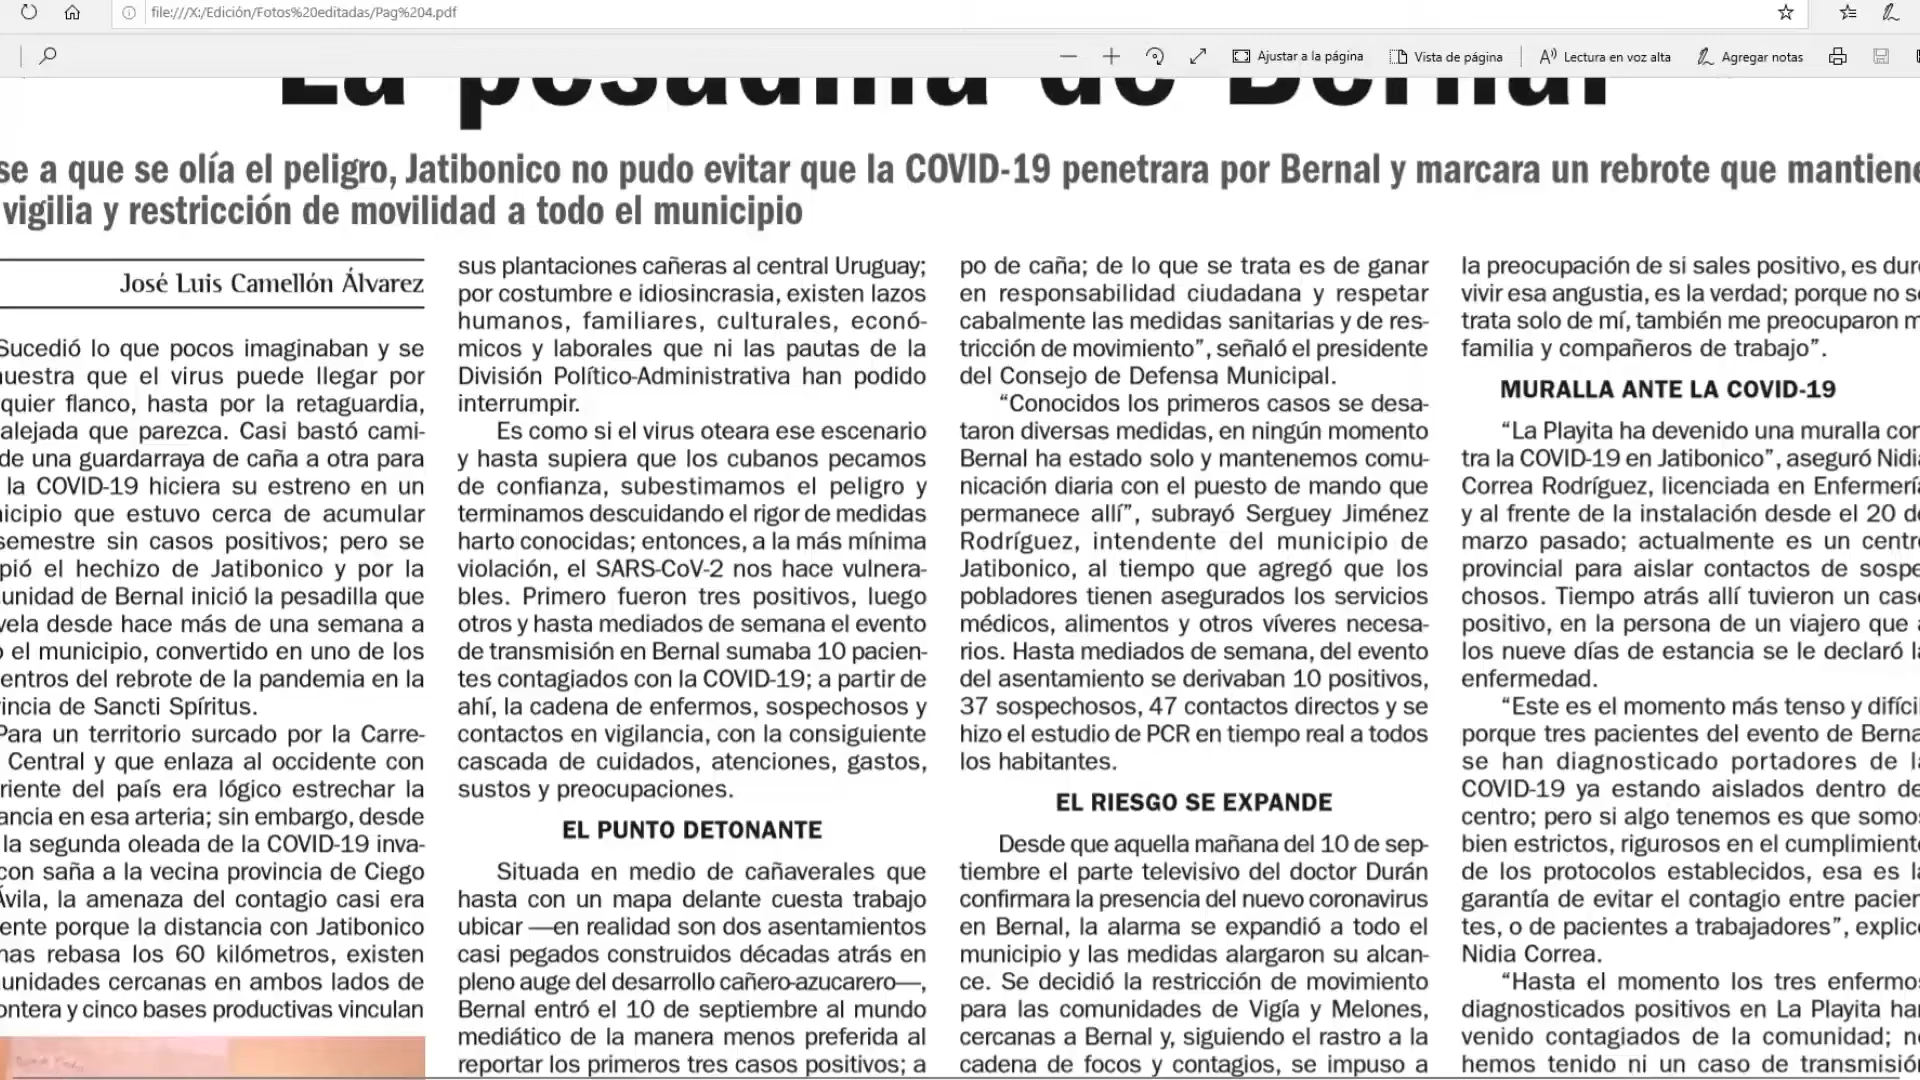 file:///X:/Edición/Fotos%20editadas/Pag%204.pdf
Ajustar a la página
Vista de página
Lectura en voz alta
Agregar notas
La pesadilla de Bernal
se a que se olía el peligro, Jatibonico no pudo evitar que la COVID-19 penetrara por Bernal y marcara un rebrote que mantiene
vigilia y restricción de movilidad a todo el municipio
José Luis Camellón Álvarez
Sucedió lo que pocos imaginaban y se
uestra que el virus puede llegar por
quier flanco, hasta por la retaguardia,
alejada que parezca. Casi bastó cami-
de una guardarraya de caña a otra para
la COVID-19 hiciera su estreno en un
nicipio que estuvo cerca de acumular
semestre sin casos positivos; pero se
pió el hechizo de Jatibonico y por la
unidad de Bernal inició la pesadilla que
vela desde hace más de una semana a
o el municipio, convertido en uno de los
entros del rebrote de la pandemia en la
incia de Sancti Spíritus.
Para un territorio surcado por la Carre-
Central y que enlaza al occidente con
riente del país era lógico estrechar la
ancia en esa arteria; sin embargo, desde
la segunda oleada de la COVID-19 inva-
con saña a la vecina provincia de Ciego
Ávila, la amenaza del contagio casi era
ente porque la distancia con Jatibonico
nas rebasa los 60 kilómetros, existen
unidades cercanas en ambos lados de
ontera y cinco bases productivas vinculan
sus plantaciones cañeras al central Uruguay;
por costumbre e idiosincrasia, existen lazos
humanos, familiares, culturales, econó-
micos y laborales que ni las pautas de la
División Político-Administrativa han podido
interrumpir.
Es como si el virus oteara ese escenario
y hasta supiera que los cubanos pecamos
de confianza, subestimamos el peligro y
terminamos descuidando el rigor de medidas
harto conocidas; entonces, a la más mínima
violación, el SARS-CoV-2 nos hace vulnera-
bles. Primero fueron tres positivos, luego
otros y hasta mediados de semana el evento
de transmisión en Bernal sumaba 10 pacien-
tes contagiados con la COVID-19; a partir de
ahí, la cadena de enfermos, sospechosos y
contactos en vigilancia, con la consiguiente
cascada de cuidados, atenciones, gastos,
sustos y preocupaciones.
EL PUNTO DETONANTE
Situada en medio de cañaverales que
hasta con un mapa delante cuesta trabajo
ubicar —en realidad son dos asentamientos
casi pegados construidos décadas atrás en
pleno auge del desarrollo cañero-azucarero—,
Bernal entró el 10 de septiembre al mundo
mediático de la manera menos preferida al
reportar los primeros tres casos positivos; a
po de caña; de lo que se trata es de ganar
en responsabilidad ciudadana y respetar
cabalmente las medidas sanitarias y de res-
tricción de movimiento”, señaló el presidente
del Consejo de Defensa Municipal.
“Conocidos los primeros casos se desa-
taron diversas medidas, en ningún momento
Bernal ha estado solo y mantenemos comu-
nicación diaria con el puesto de mando que
permanece allí”, subrayó Serguey Jiménez
Rodríguez, intendente del municipio de
Jatibonico, al tiempo que agregó que los
pobladores tienen asegurados los servicios
médicos, alimentos y otros víveres necesa-
rios. Hasta mediados de semana, del evento
del asentamiento se derivaban 10 positivos,
37 sospechosos, 47 contactos directos y se
hizo el estudio de PCR en tiempo real a todos
los habitantes.
EL RIESGO SE EXPANDE
Desde que aquella mañana del 10 de sep-
tiembre el parte televisivo del doctor Durán
confirmara la presencia del nuevo coronavirus
en Bernal, la alarma se expandió a todo el
municipio y las medidas alargaron su alcan-
ce. Se decidió la restricción de movimiento
para las comunidades de Vigía y Melones,
cercanas a Bernal y, siguiendo el rastro a la
cadena de focos y contagios, se impuso a
la preocupación de si sales positivo, es duro
vivir esa angustia, es la verdad; porque no se
trata solo de mí, también me preocuparon m
familia y compañeros de trabajo”.
MURALLA ANTE LA COVID-19
“La Playita ha devenido una muralla con-
tra la COVID-19 en Jatibonico”, aseguró Nidia
Correa Rodríguez, licenciada en Enfermería
y al frente de la instalación desde el 20 de
marzo pasado; actualmente es un centro
provincial para aislar contactos de sospe-
chosos. Tiempo atrás allí tuvieron un caso
positivo, en la persona de un viajero que a
los nueve días de estancia se le declaró la
enfermedad.
“Este es el momento más tenso y difícil
porque tres pacientes del evento de Bernal
se han diagnosticado portadores de la
COVID-19 ya estando aislados dentro del
centro; pero si algo tenemos es que somos
bien estrictos, rigurosos en el cumplimiento
de los protocolos establecidos, esa es la
garantía de evitar el contagio entre pacien-
tes, o de pacientes a trabajadores”, explicó
Nidia Correa.
“Hasta el momento los tres enfermos
diagnosticados positivos en La Playita han
venido contagiados de la comunidad; no
hemos tenido ni un caso de transmisión